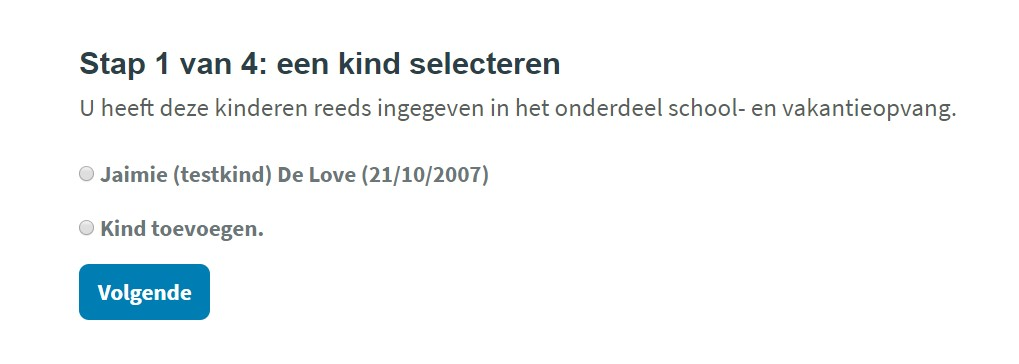 Stap 1 van 4: een kind selecteren
U heeft deze kinderen reeds ingegeven in het onderdeel school- en vakantieopvang.
Jaimie (testkind) De Love (21/10/2007)
Kind toevoegen.
Volgende